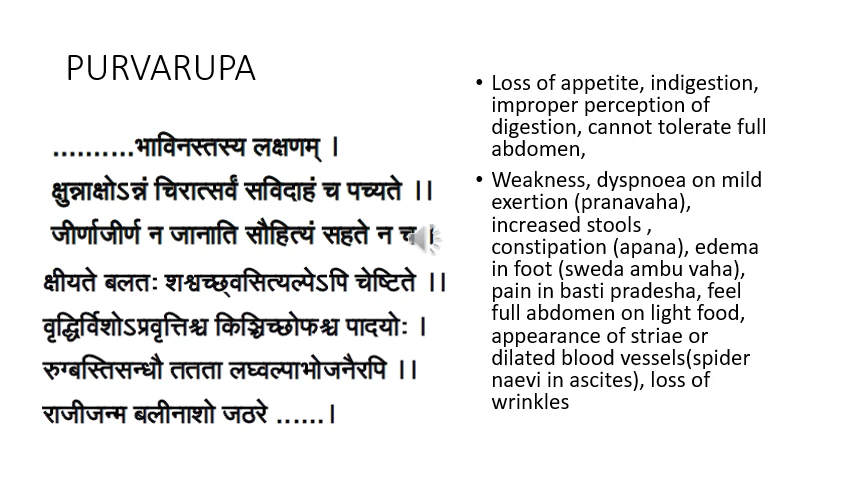 PURVARUPA
..........भाविनस्तस्य लक्षणम् ।
क्षुन्नाक्षोऽन्नं चिरात्सर्वं सविदाहं च पच्यते ।।
जीर्णाजीर्ण न जानाति सौहित्यं सहते न च ।
क्षीयते बलतः शश्वच्छ्वसित्यल्पेऽपि चेष्टिते ।।
वृद्धिर्विशोऽप्रवृत्तिश्च किञ्चिच्छोफश्च पादयोः ।
रुग्बस्तिसन्धौ ततता लघ्वल्पाभोजनैरपि ।।
राजीजन्म बलीनाशो जठरे ......।
• Loss of appetite, indigestion,
improper perception of
digestion, cannot tolerate full
abdomen,
• Weakness, dyspnoea on mild
exertion (pranavaha),
increased stools ,
constipation (apana), edema
in foot (sweda ambu vaha),
pain in basti pradesha, feel
full abdomen on light food,
appearance of striae or
dilated blood vessels(spider
naevi in ascites), loss of
wrinkles